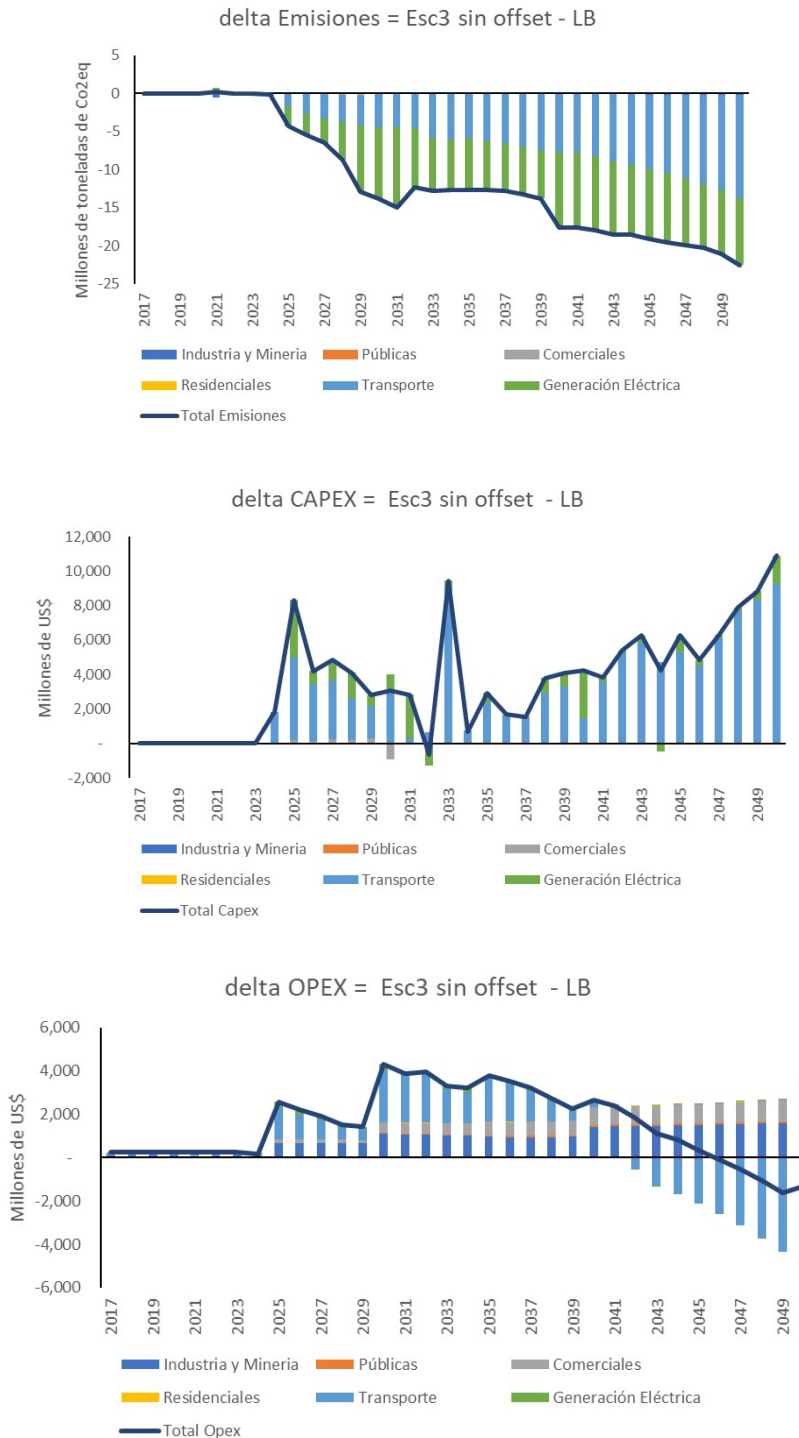 delta Emisiones = Esc3 sin offset - LB
Millones de toneladas de Co2eq
5
0
-5
-10
-15
-20
-25
2017 2019 2021 2023 2025 2027 2029 2031 2033 2035 2037 2039 2041 2043 2045 2047 2049
Industria y Mineria Públicas Comerciales
Residenciales Transporte Generación Eléctrica
Total Emisiones
delta CAPEX = Esc3 sin offset - LB
Millones de US$
12,000
10,000
8,000
6,000
4,000
2,000
-
-2,000
2017 2019 2021 2023 2025 2027 2029 2031 2033 2035 2037 2039 2041 2043 2045 2047 2049
Industria y Mineria Públicas Comerciales
Residenciales Transporte Generación Eléctrica
Total Capex
delta OPEX = Esc3 sin offset - LB
Millones de US$
6,000
4,000
2,000
-
-2,000
-4,000
-6,000
2017 2019 2021 2023 2025 2027 2029 2031 2033 2035 2037 2039 2041 2043 2045 2047 2049
Industria y Mineria Públicas Comerciales
Residenciales Transporte Generación Eléctrica
Total Opex